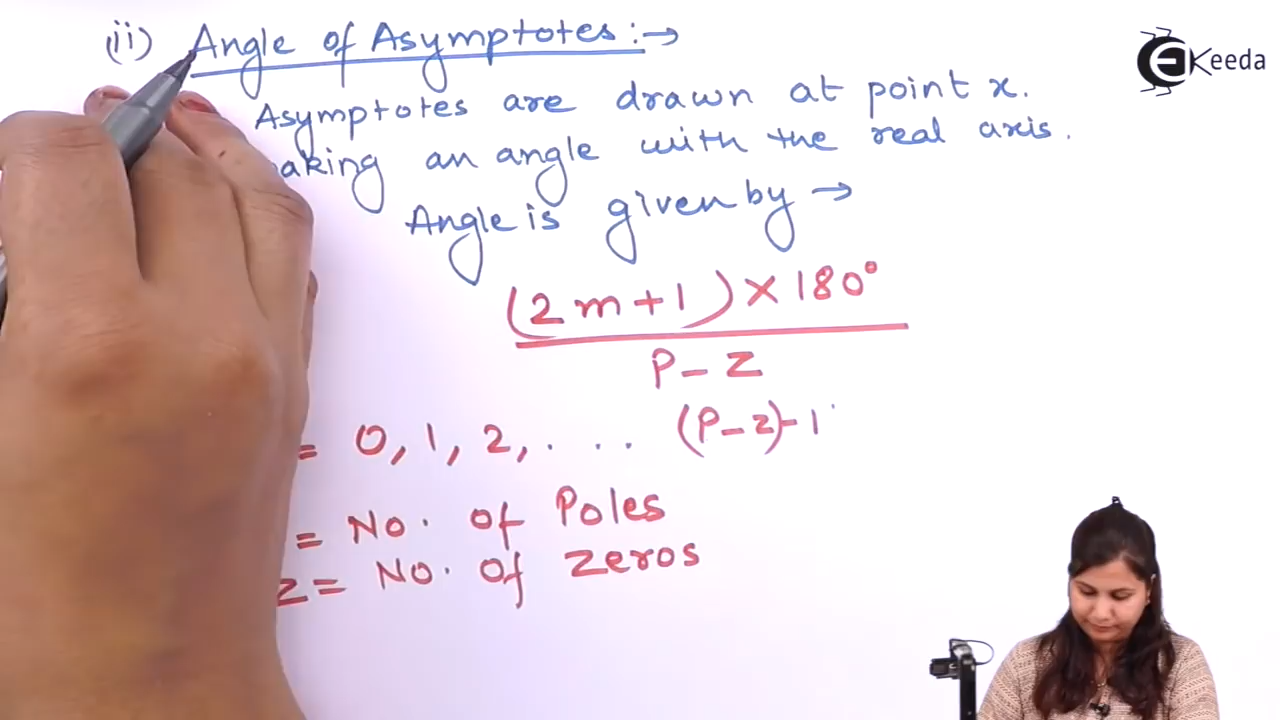 (ii) Angle of Asymptotes :→
EKeeda
Asymptotes are drawn at point x.
aking an angle with the real axis.
Angle is given by →
(2m+1) × 180°
P - Z
= 0, 1, 2, . . . (P-Z)-1
= No. of Poles
Z = No. of Zeros